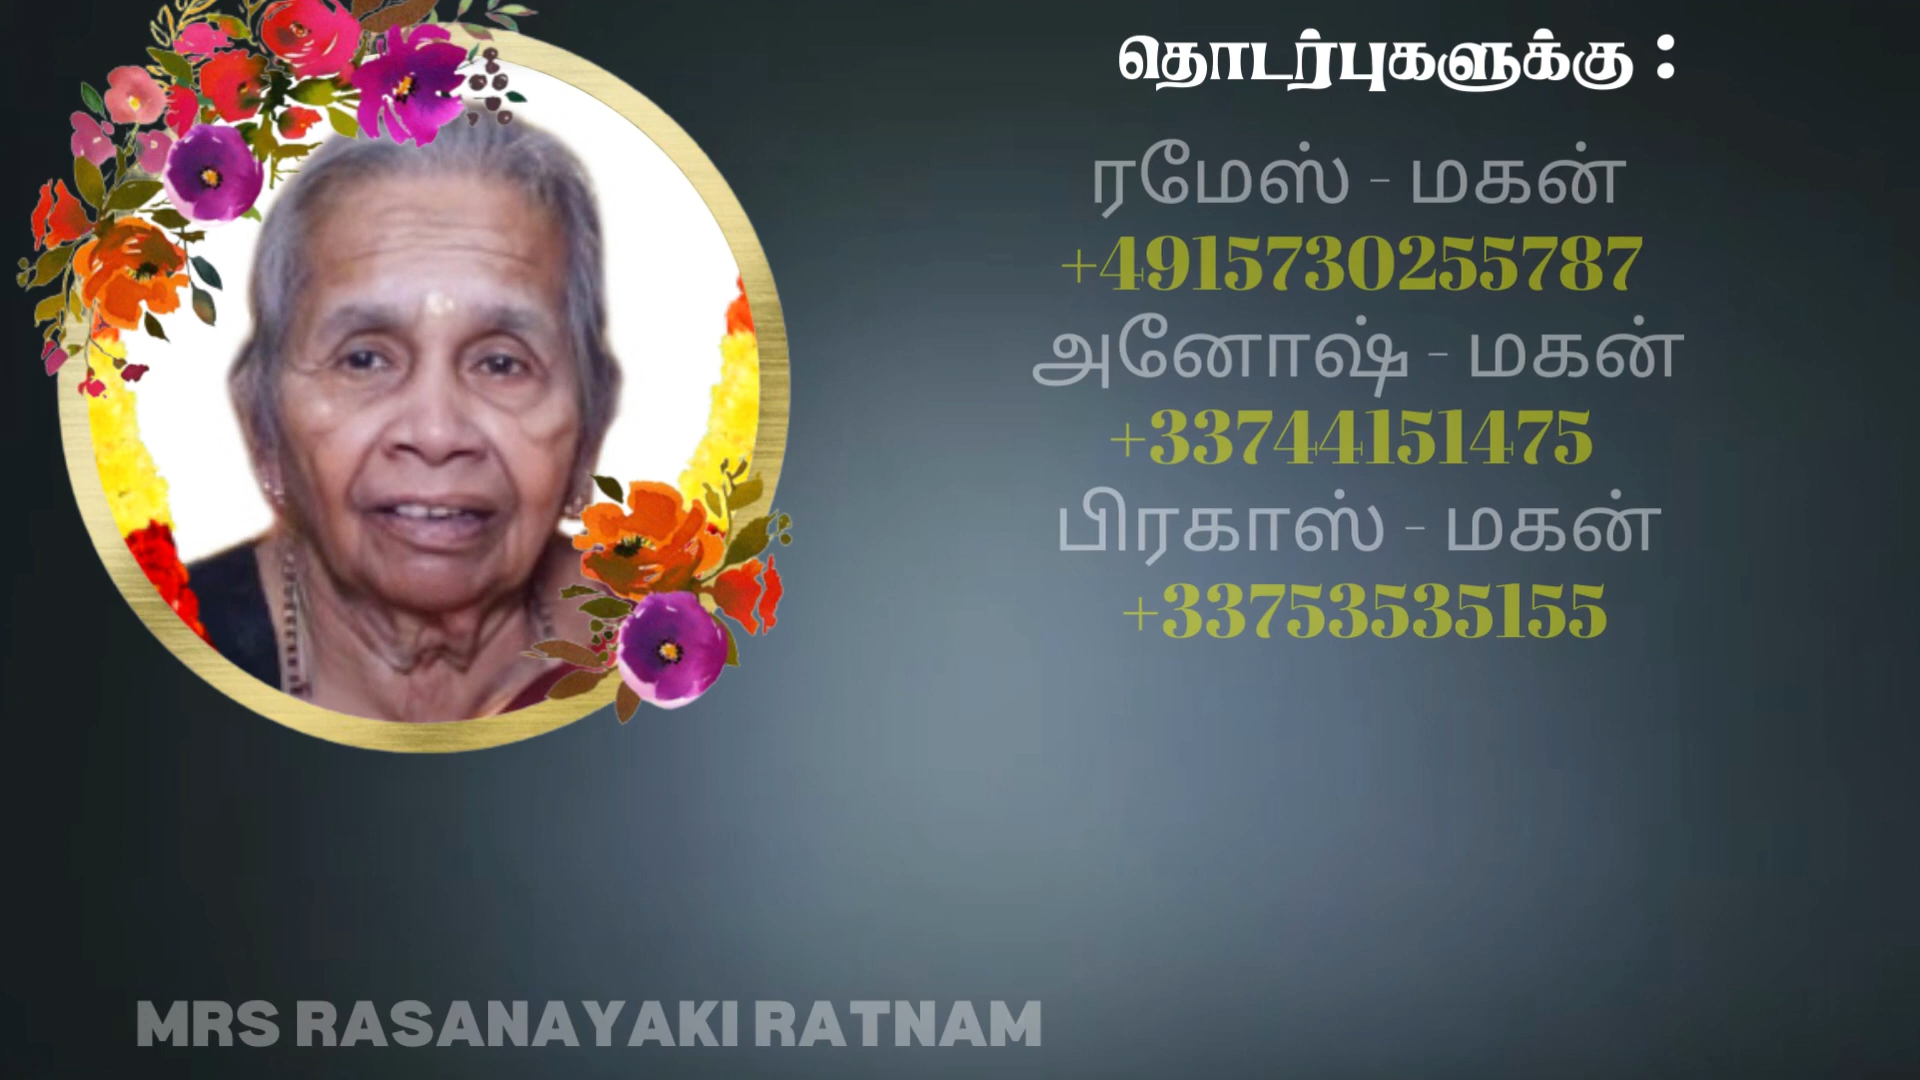 தொடர்புகளுக்கு :
ரமேஸ் - மகன்
+4915730255787
அனோஷ் - மகன்
+33744151475
பிரகாஸ் - மகன்
+33753535155
MRS RASANAYAKI RATNAM